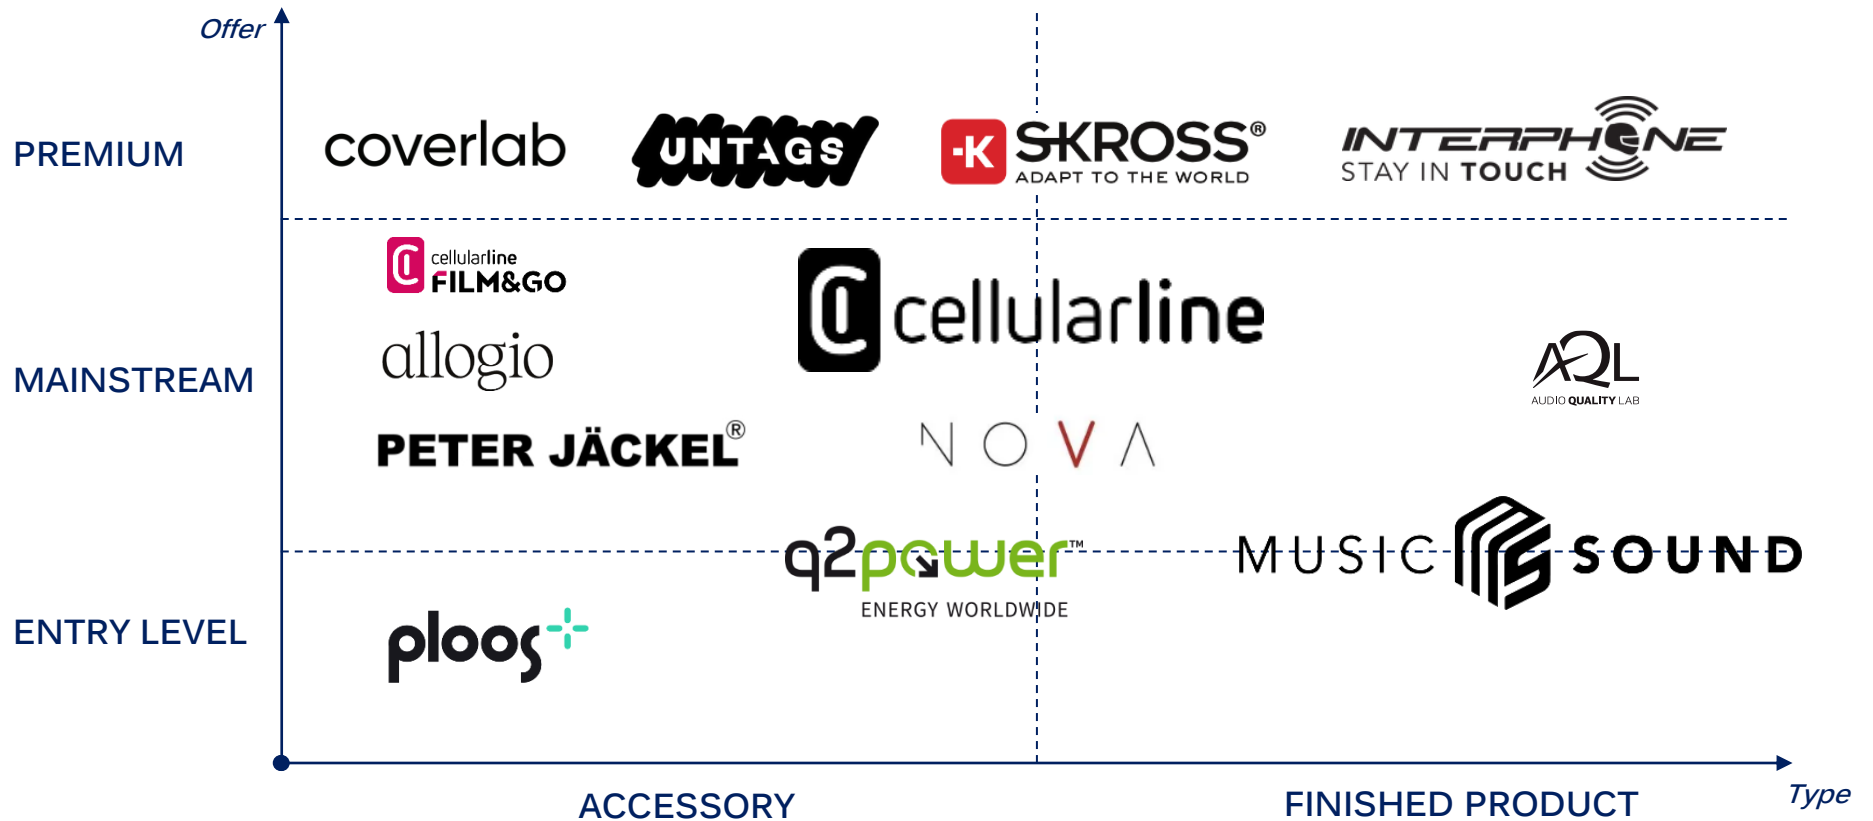 Offer
PREMIUM
coverlab
UNTAGS
-K SKROSS®
ADAPT TO THE WORLD
INTERPHONE
STAY IN TOUCH
cellularline
FILM&GO
cellularline
allogio
MAINSTREAM
AQL
AUDIO QUALITY LAB
PETER JÄCKEL®
NOVA
q2power™
ENERGY WORLDWIDE
MUSIC MS SOUND
ENTRY LEVEL
ploos+
ACCESSORY
FINISHED PRODUCT
Type